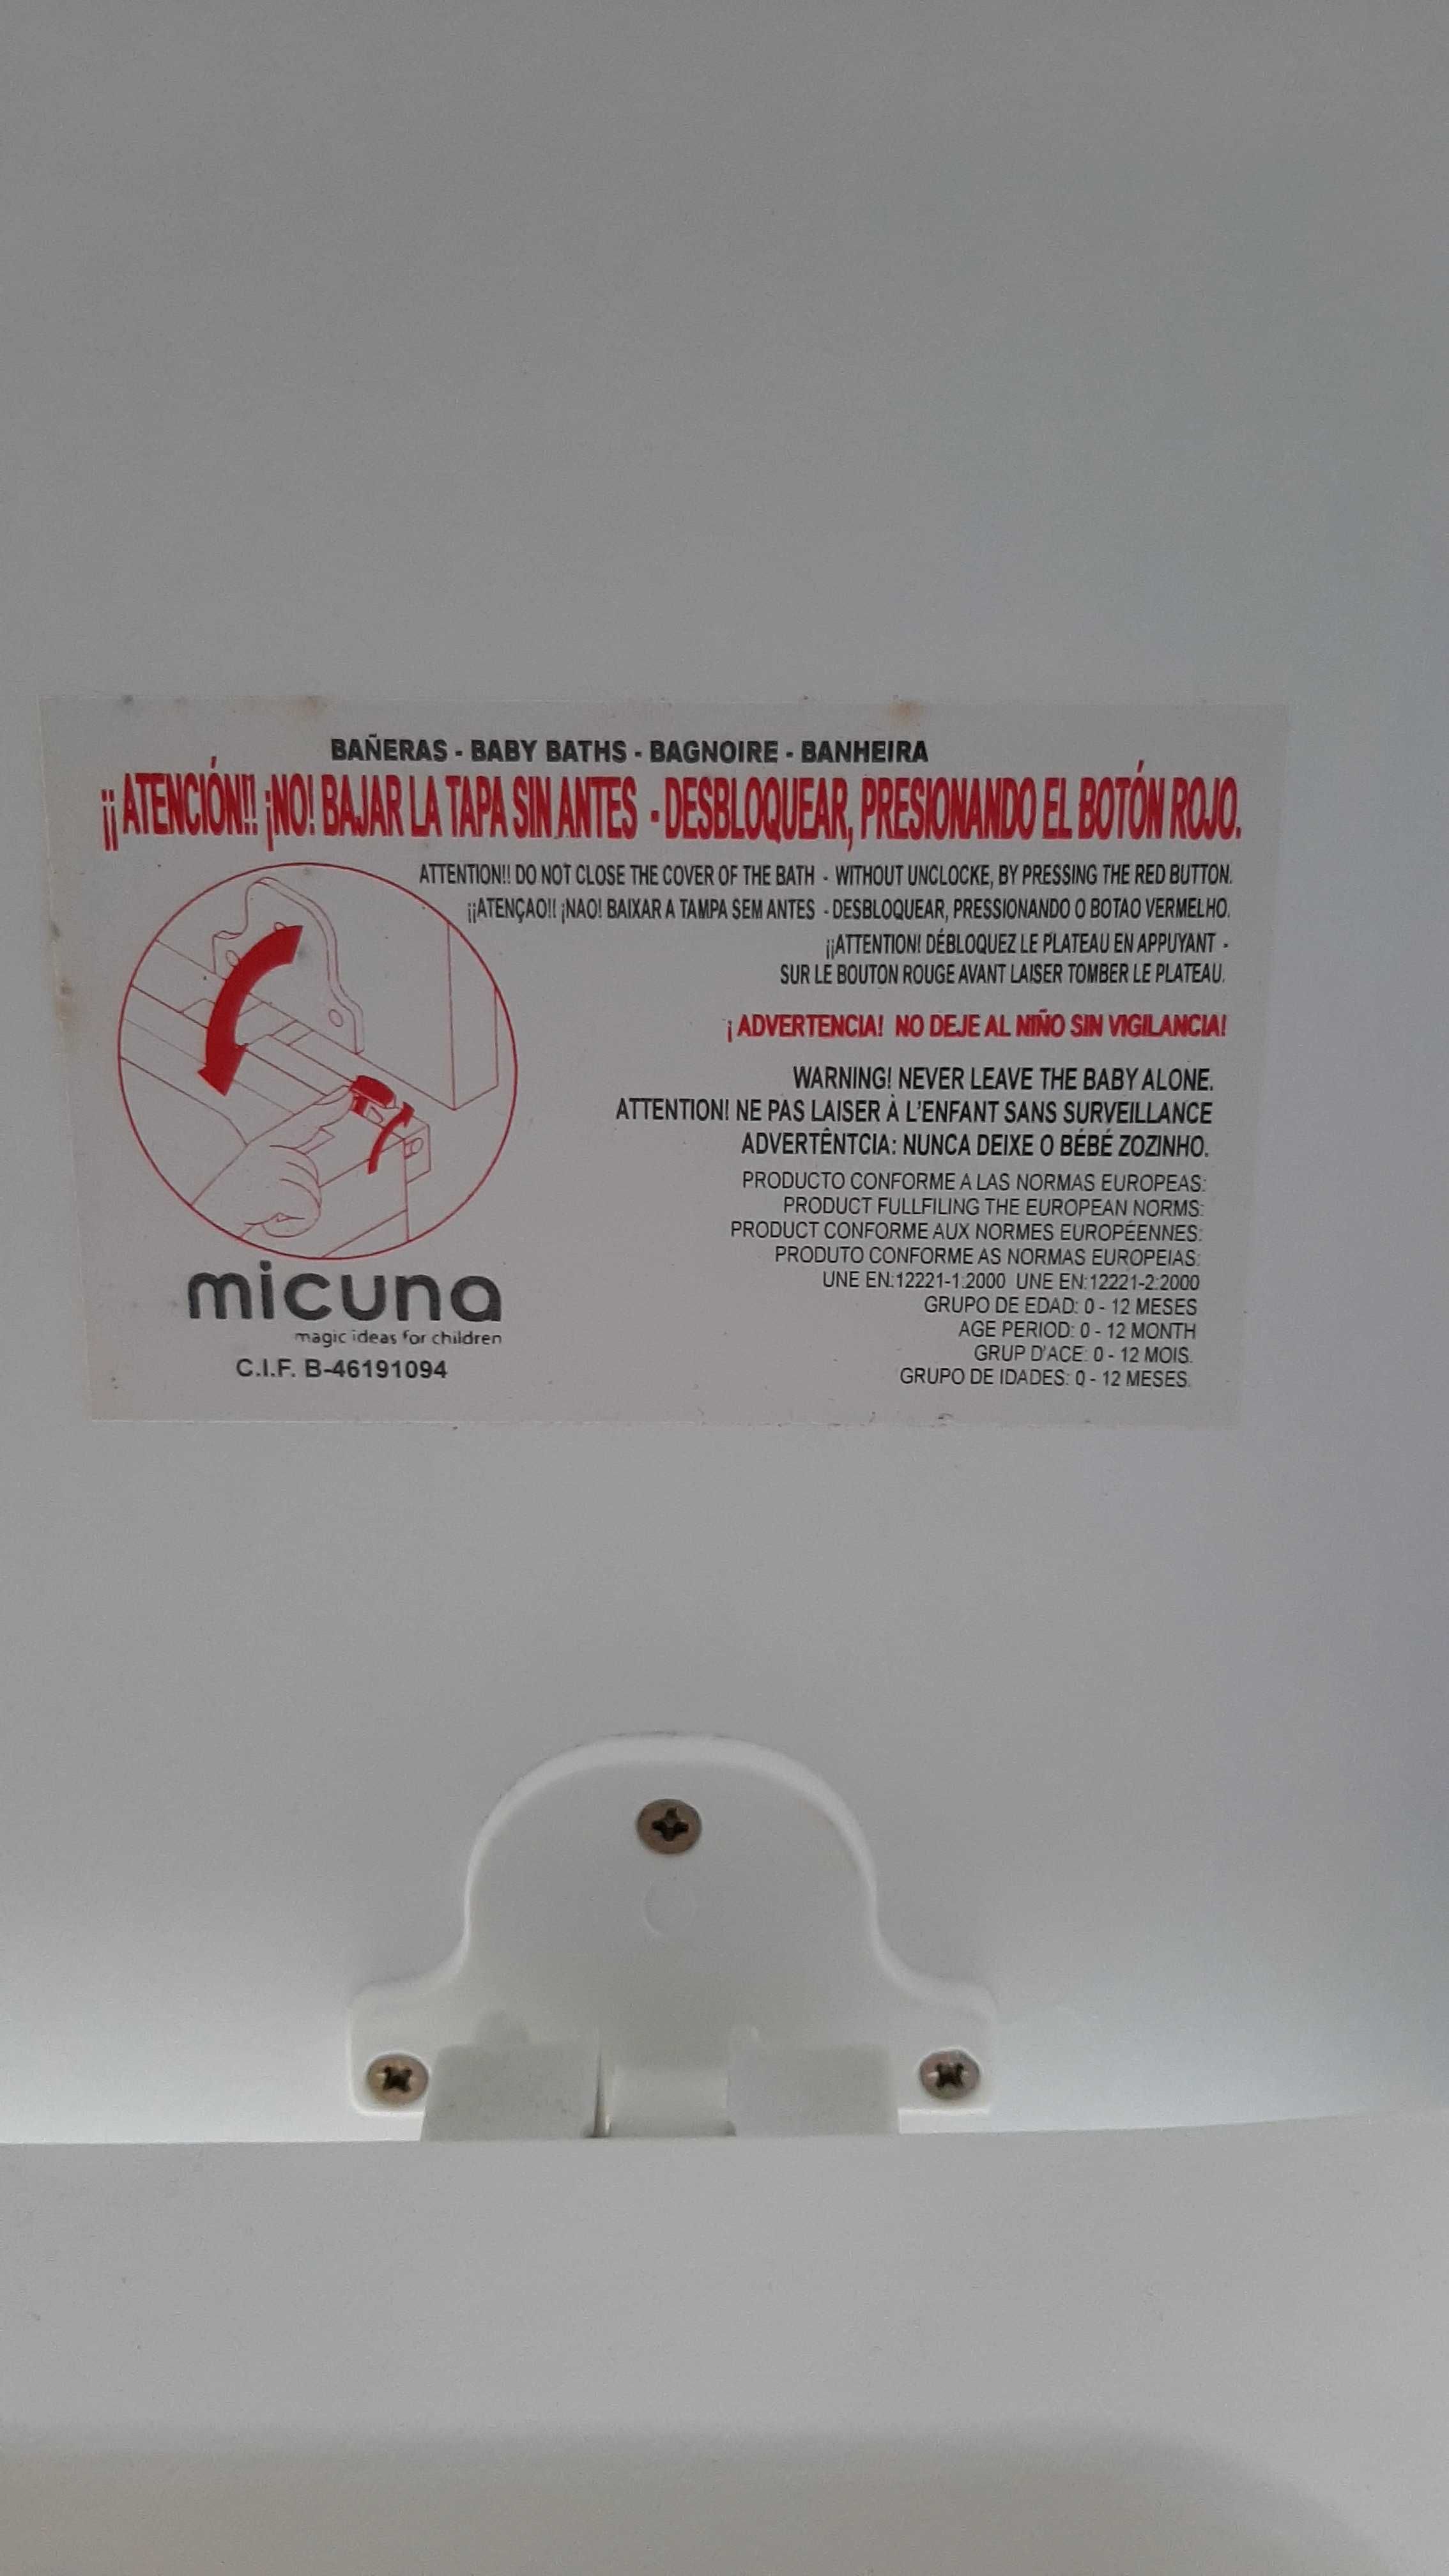 BAÑERAS - BABY BATHS - BAGNOIRE - BANHEIRA
¡¡ ATENCIÓN!! ¡NO! BAJAR LA TAPA SIN ANTES - DESBLOQUEAR, PRESIONANDO EL BOTÓN ROJO.
ATTENTION!! DO NOT CLOSE THE COVER OF THE BATH - WITHOUT UNCLOCKE, BY PRESSING THE RED BUTTON.
¡¡ATENÇAO!! ¡NAO! BAIXAR A TAMPA SEM ANTES - DESBLOQUEAR, PRESSIONANDO O BOTAO VERMELHO.
¡¡ATTENTION! DÉBLOQUEZ LE PLATEAU EN APPUYANT -
SUR LE BOUTON ROUGE AVANT LAISER TOMBER LE PLATEAU.
¡ ADVERTENCIA! NO DEJE AL NIÑO SIN VIGILANCIA!
WARNING! NEVER LEAVE THE BABY ALONE.
ATTENTION! NE PAS LAISER À L'ENFANT SANS SURVEILLANCE
ADVERTÊNTCIA: NUNCA DEIXE O BÉBÉ ZOZINHO.
PRODUCTO CONFORME A LAS NORMAS EUROPEAS:
PRODUCT FULLFILING THE EUROPEAN NORMS:
PRODUCT CONFORME AUX NORMES EUROPÉENNES:
PRODUTO CONFORME AS NORMAS EUROPEIAS:
UNE EN:12221-1:2000 UNE EN:12221-2:2000
GRUPO DE EDAD: 0 - 12 MESES
AGE PERIOD: 0 - 12 MONTH
GRUP D'ACE: 0 - 12 MOIS.
GRUPO DE IDADES: 0 - 12 MESES.
micuna
magic ideas for children
C.I.F. B-46191094